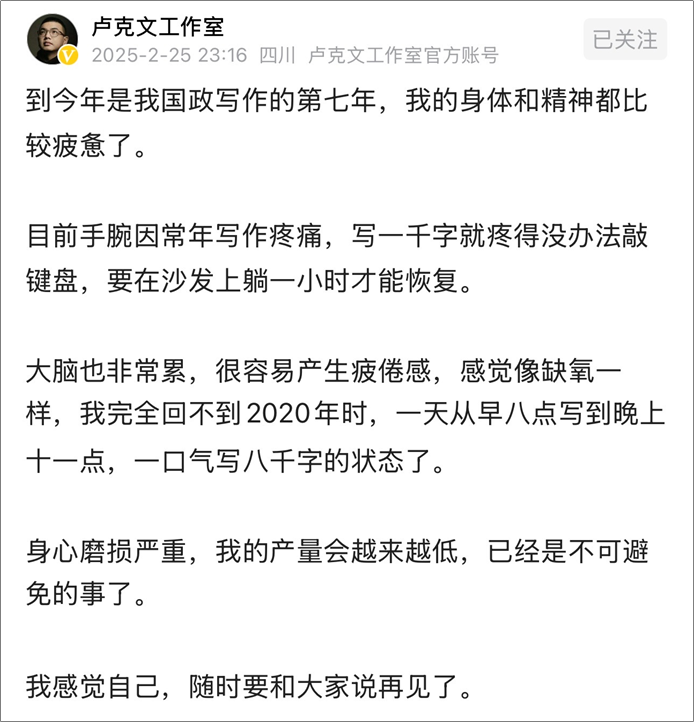 卢克文工作室
2025-2-25 23:16 四川 卢克文工作室官方账号
已关注
到今年是我国政写作的第七年，我的身体和精神都比
较疲惫了。
目前手腕因常年写作疼痛，写一千字就疼得没办法敲
键盘，要在沙发上躺一小时才能恢复。
大脑也非常累，很容易产生疲倦感，感觉像缺氧一
样，我完全回不到2020年时，一天从早八点写到晚上
十一点，一口气写八千字的状态了。
身心磨损严重，我的产量会越来越低，已经是不可避
免的事了。
我感觉自己，随时要和大家说再见了。